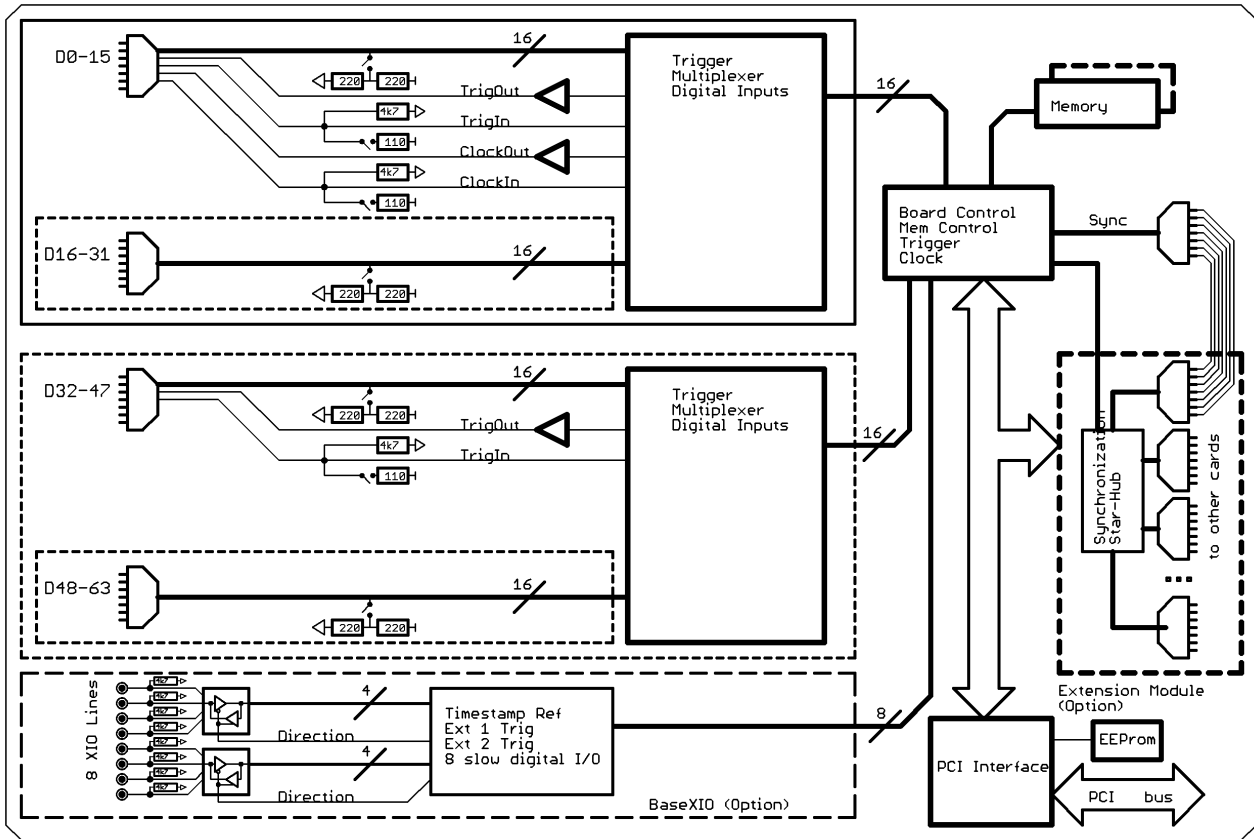 D0-15
16
220
220
TrigOut
4k7
TrigIn
110
ClockOut
4k7
ClockIn
110
Trigger
Multiplexer
Digital Inputs
16
Memory
D16-31
16
220
220
Board Control
Mem Control
Trigger
Clock
Sync
D32-47
16
220
220
TrigOut
4k7
TrigIn
110
Trigger
Multiplexer
Digital Inputs
16
D48-63
16
220
220
Synchronization
Star-Hub
to other cards
...
Extension Module
(Option)
8 XIO Lines
4k7
4k7
4k7
4k7
4k7
4k7
4k7
4k7
4
Direction
4
Direction
Timestamp Ref
Ext 1 Trig
Ext 2 Trig
8 slow digital I/O
8
BaseXIO (Option)
PCI Interface
EEProm
PCI bus